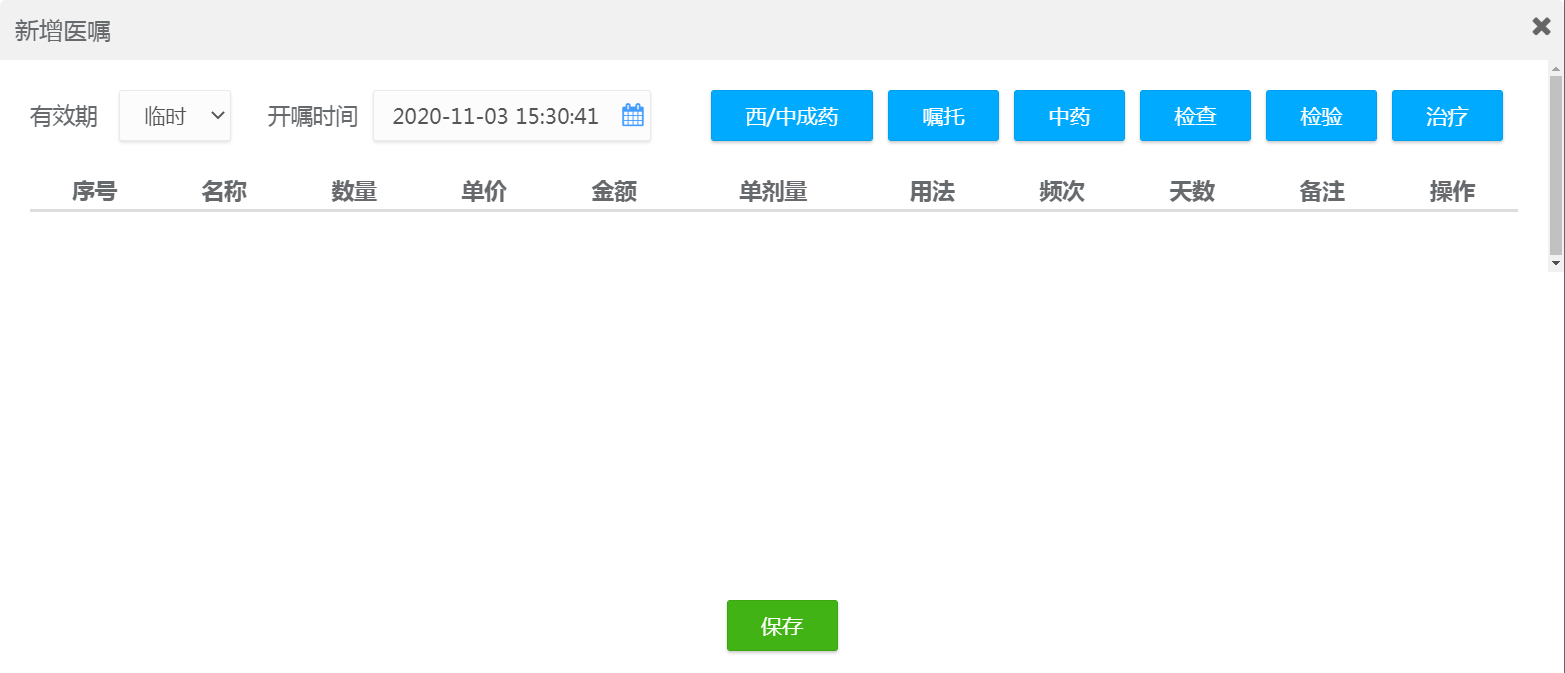 新增医嘱
有效期 临时 开嘱时间 2020-11-03 15:30:41 西/中成药 嘱托 中药 检查 检验 治疗
序号 名称 数量 单价 金额 单剂量 用法 频次 天数 备注 操作
保存